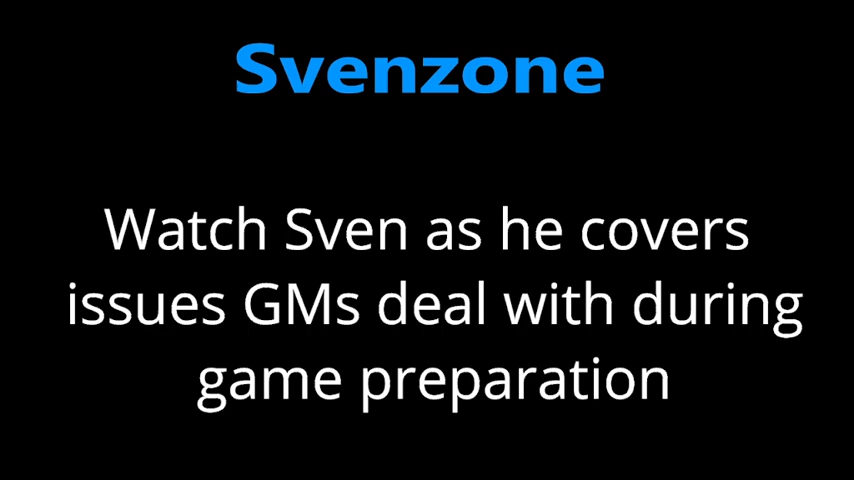 Svenzone
Watch Sven as he covers
issues GMs deal with during
game preparation